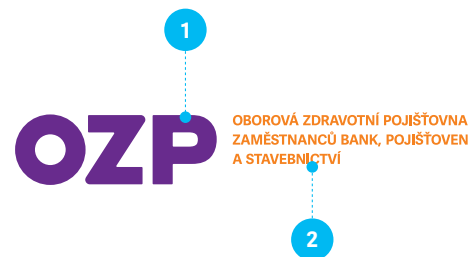 1
OZP
OBOROVÁ ZDRAVOTNÍ POJIŠŤOVNA
ZAMĚSTNANCŮ BANK, POJIŠŤOVEN
A STAVEBNICTVÍ
2